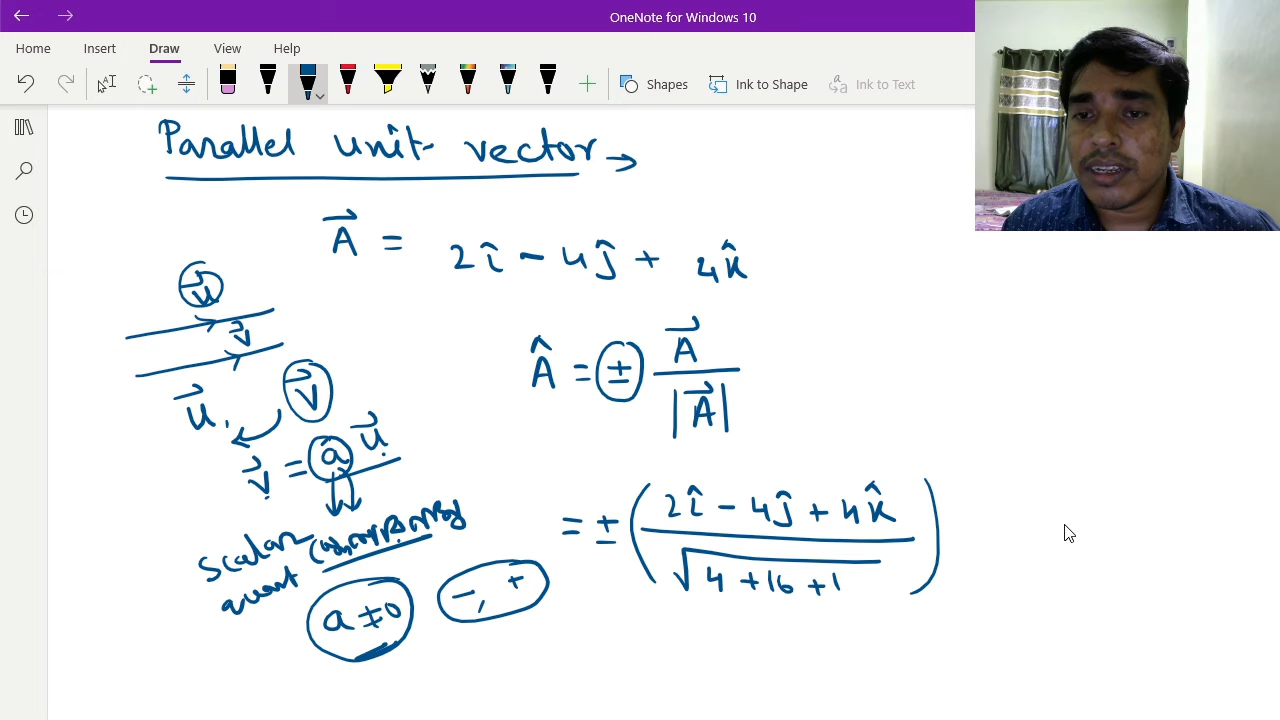 OneNote for Windows 10
Home Insert Draw View Help
Shapes Ink to Shape Ink to Text
Parallel unit vector →
A⃗ = 2î - 4ĵ + 4k̂
u⃗
v⃗
Â = ± A⃗ / |A⃗|
u⃗, v⃗
v⃗ = a u⃗
= ± ( 2î - 4ĵ + 4k̂ / √4 + 16 + 1 )
scalar
a ≠ 0
-, +